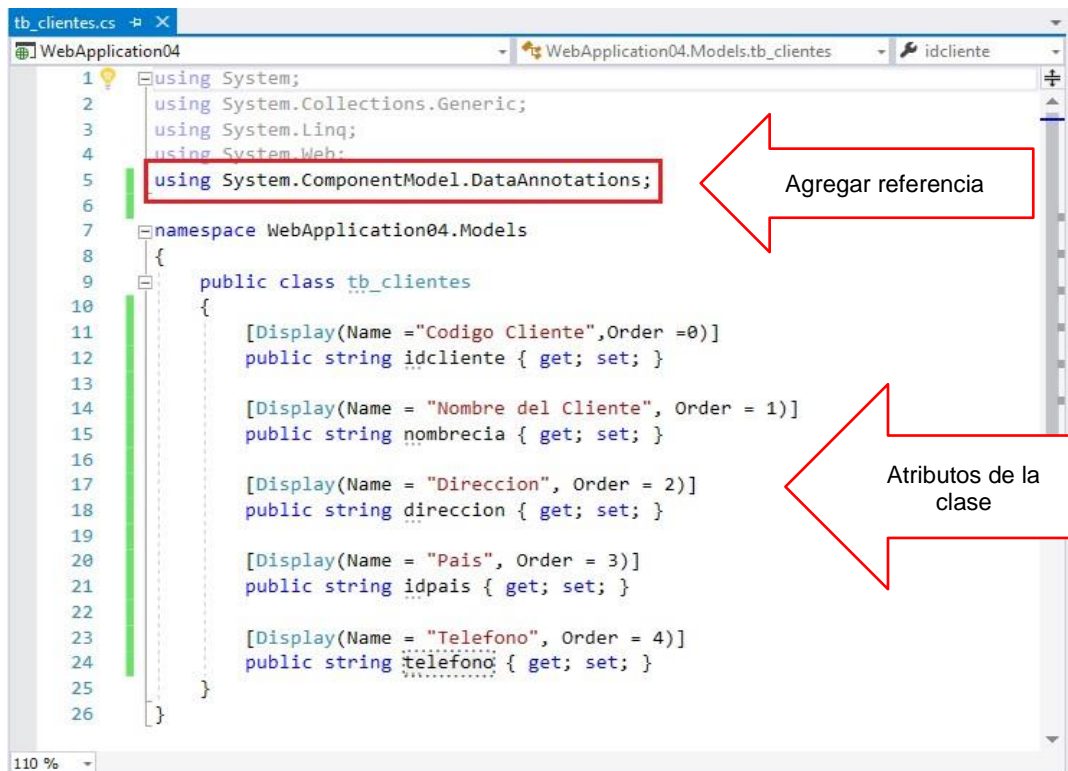 tb_clientes.cs
WebApplication04 WebApplication04.Models.tb_clientes idcliente
1 using System;
2 using System.Collections.Generic;
3 using System.Linq;
4 using System.Web;
5 using System.ComponentModel.DataAnnotations;
Agregar referencia
6
7 namespace WebApplication04.Models
8 {
9 public class tb_clientes
10 {
11 [Display(Name ="Codigo Cliente",Order =0)]
12 public string idcliente { get; set; }
13
14 [Display(Name = "Nombre del Cliente", Order = 1)]
15 public string nombrecia { get; set; }
16
17 [Display(Name = "Direccion", Order = 2)]
18 public string direccion { get; set; }
Atributos de la
clase
19
20 [Display(Name = "Pais", Order = 3)]
21 public string idpais { get; set; }
22
23 [Display(Name = "Telefono", Order = 4)]
24 public string telefono { get; set; }
25 }
26 }
110 %